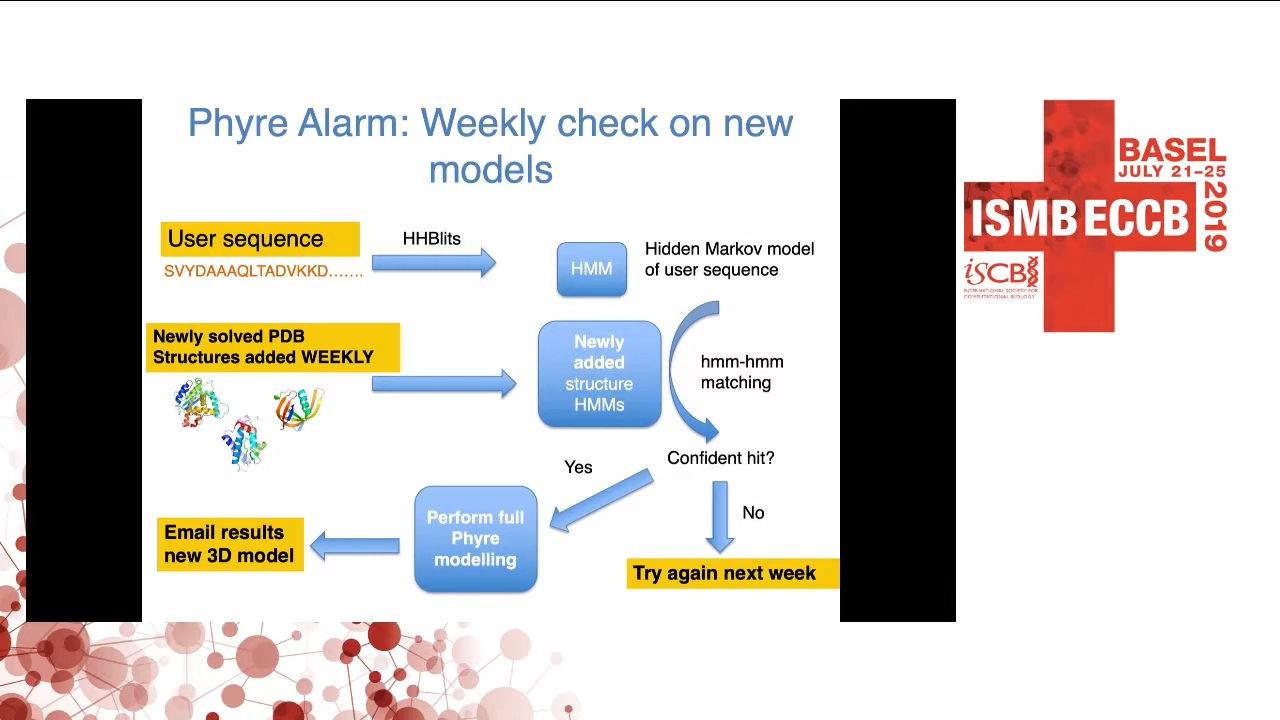 Phyre Alarm: Weekly check on new
models
User sequence
SVYDAAAQLTADVKKD.......
HHBlits
HMM
Hidden Markov model
of user sequence
Newly solved PDB
Structures added WEEKLY
Newly
added
structure
HMMs
hmm-hmm
matching
Confident hit?
Yes
No
Perform full
Phyre
modelling
Email results
new 3D model
Try again next week
BASEL
JULY 21–25
2019
ISMB ECCB
iSCB
INTERNATIONAL SOCIETY FOR
COMPUTATIONAL BIOLOGY